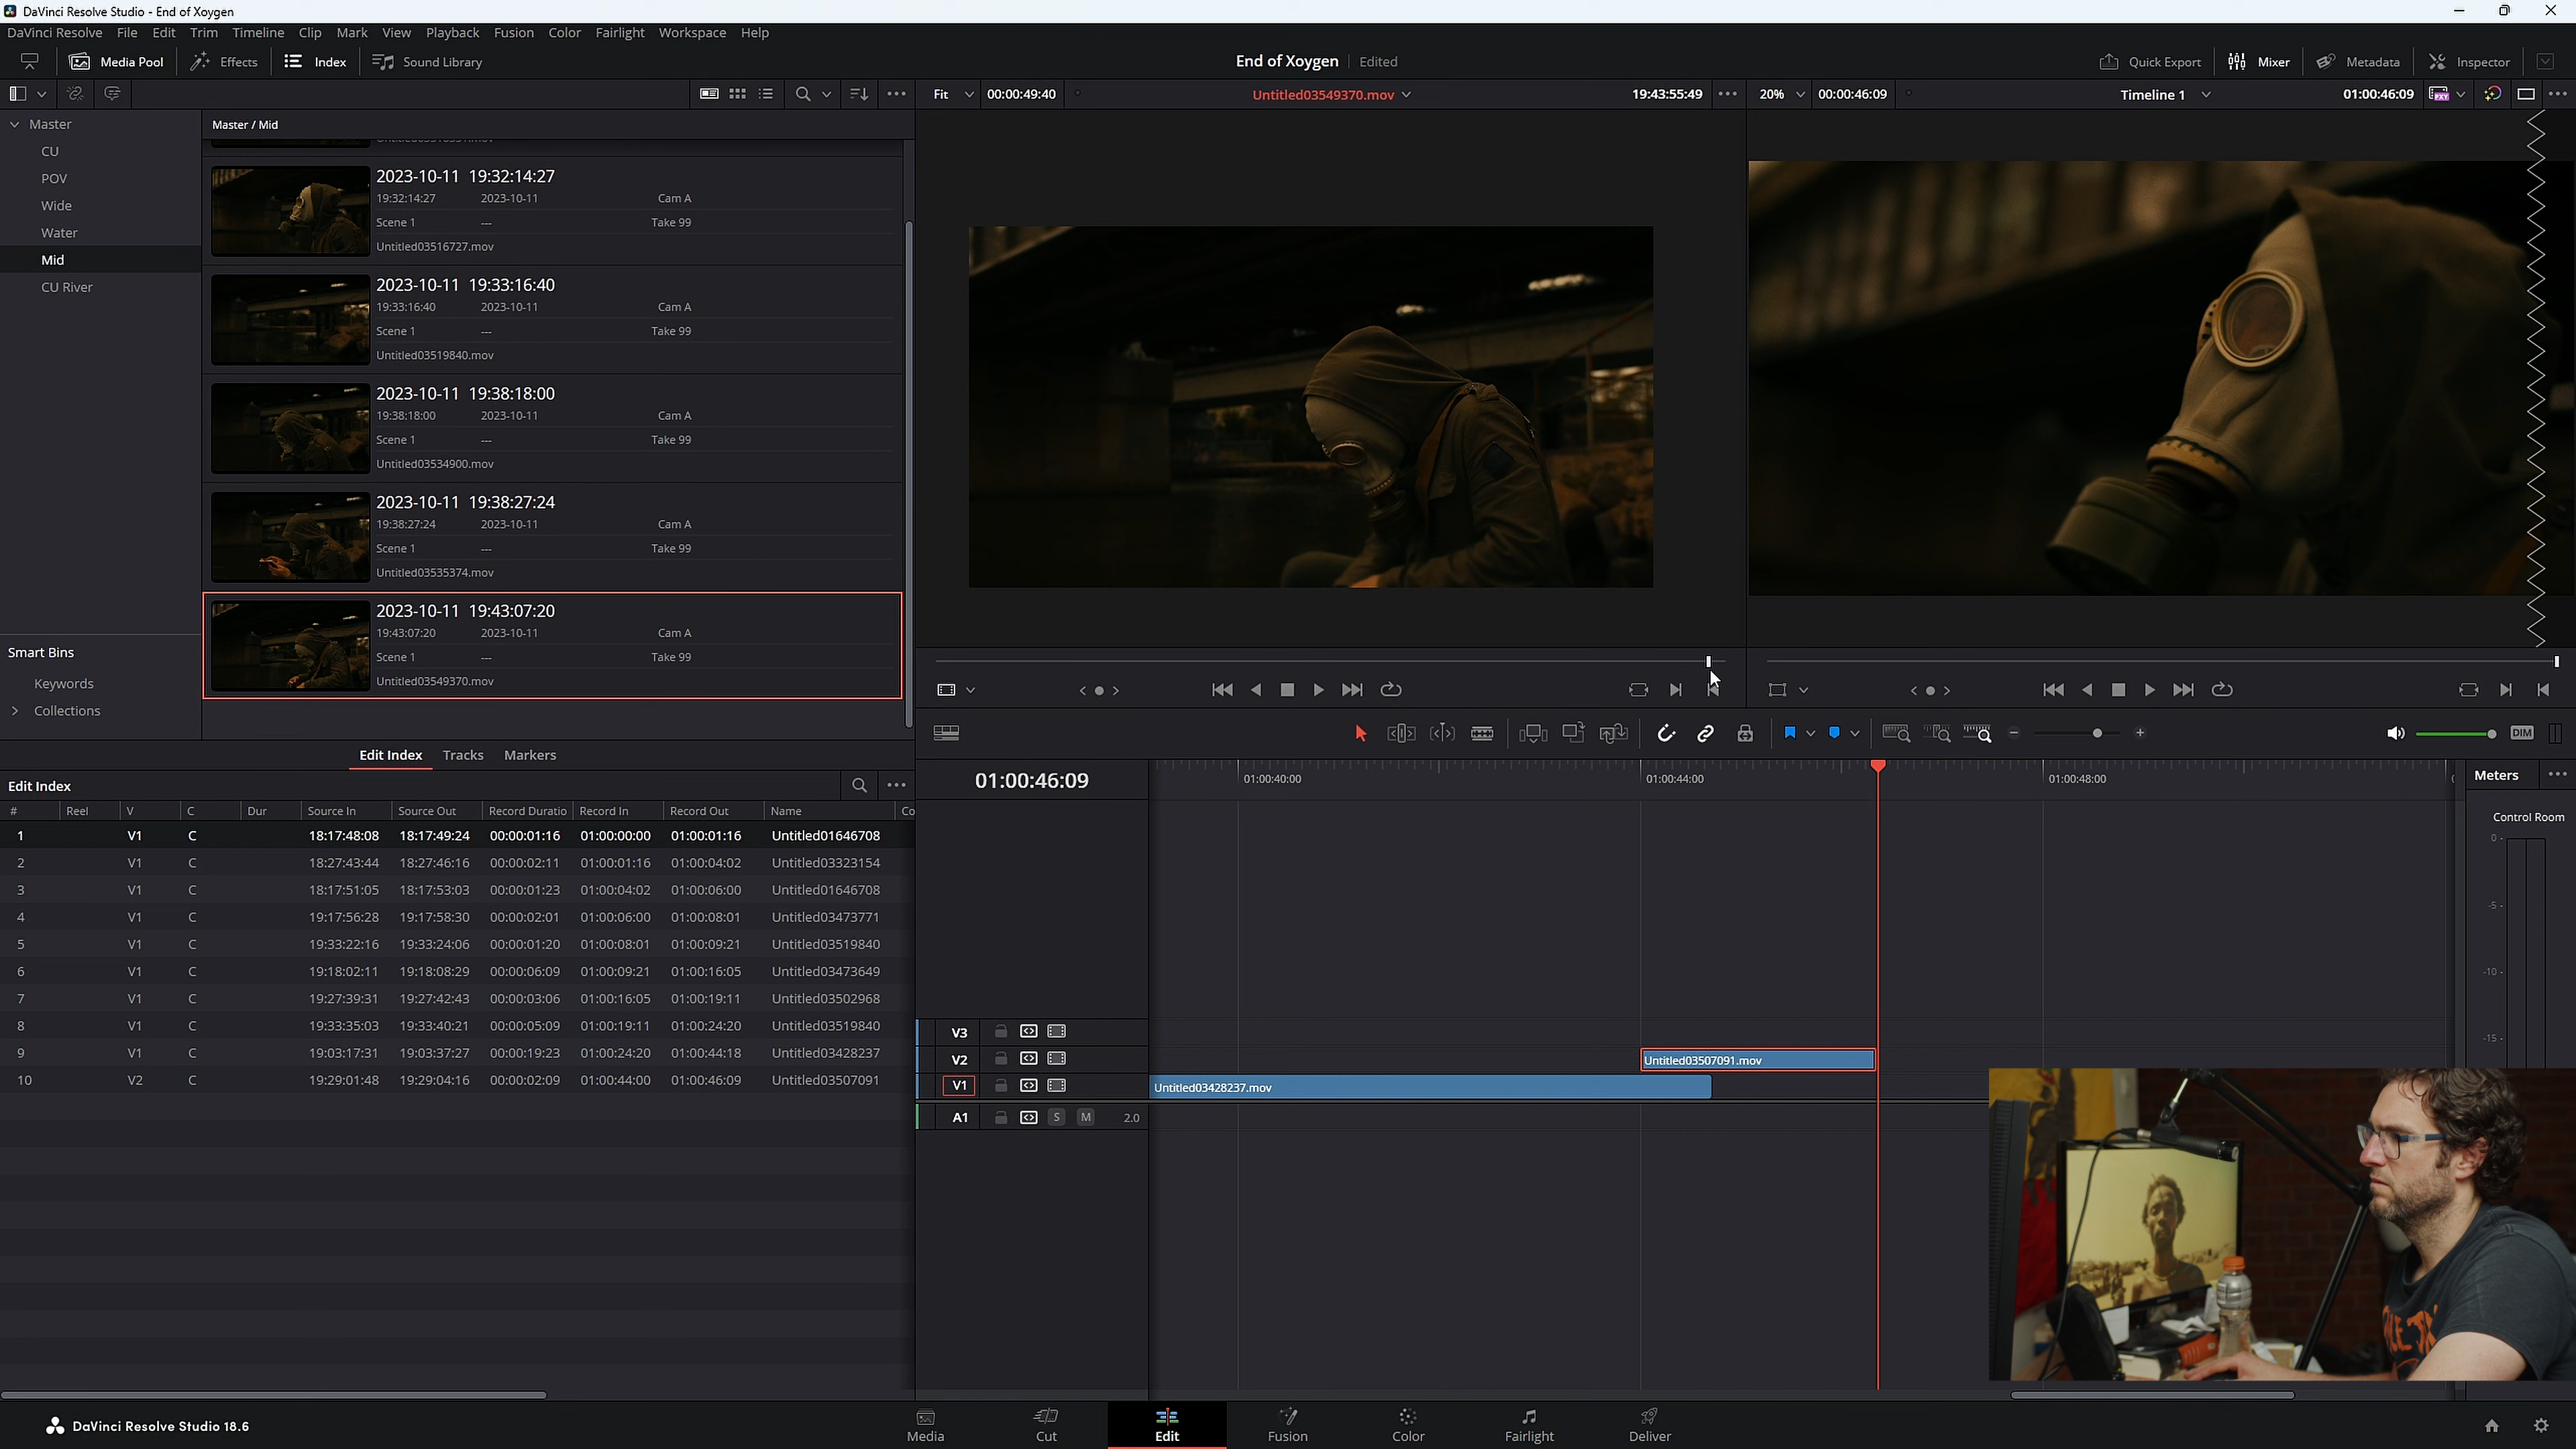 DaVinci Resolve Studio - End of Xoygen
DaVinci Resolve File Edit Trim Timeline Clip Mark View Playback Fusion Color Fairlight Workspace Help
Media Pool Effects Index Sound Library End of Xoygen Edited Quick Export Mixer Metadata Inspector
Fit 00:00:49:40 Untitled03549370.mov 19:43:55:49 20% 00:00:46:09 Timeline 1 01:00:46:09
Master
CU
POV
Wide
Water
Mid
CU River
Smart Bins
Keywords
Collections
Master / Mid
2023-10-11 19:32:14:27
19:32:14:27 2023-10-11 Cam A
Scene 1 --- Take 99
Untitled03516727.mov
2023-10-11 19:33:16:40
19:33:16:40 2023-10-11 Cam A
Scene 1 --- Take 99
Untitled03519840.mov
2023-10-11 19:38:18:00
19:38:18:00 2023-10-11 Cam A
Scene 1 --- Take 99
Untitled03534900.mov
2023-10-11 19:38:27:24
19:38:27:24 2023-10-11 Cam A
Scene 1 --- Take 99
Untitled03535374.mov
2023-10-11 19:43:07:20
19:43:07:20 2023-10-11 Cam A
Scene 1 --- Take 99
Untitled03549370.mov
Edit Index Tracks Markers
Edit Index
# Reel V C Dur Source In Source Out Record Duratio Record In Record Out Name Co
1 V1 C 18:17:48:08 18:17:49:24 00:00:01:16 01:00:00:00 01:00:01:16 Untitled01646708
2 V1 C 18:27:43:44 18:27:46:16 00:00:02:11 01:00:01:16 01:00:04:02 Untitled03323154
3 V1 C 18:17:51:05 18:17:53:03 00:00:01:23 01:00:04:02 01:00:06:00 Untitled01646708
4 V1 C 19:17:56:28 19:17:58:30 00:00:02:01 01:00:06:00 01:00:08:01 Untitled03473771
5 V1 C 19:33:22:16 19:33:24:06 00:00:01:20 01:00:08:01 01:00:09:21 Untitled03519840
6 V1 C 19:18:02:11 19:18:08:29 00:00:06:09 01:00:09:21 01:00:16:05 Untitled03473649
7 V1 C 19:27:39:31 19:27:42:43 00:00:03:06 01:00:16:05 01:00:19:11 Untitled03502968
8 V1 C 19:33:35:03 19:33:40:21 00:00:05:09 01:00:19:11 01:00:24:20 Untitled03519840
9 V1 C 19:03:17:31 19:03:37:27 00:00:19:23 01:00:24:20 01:00:44:18 Untitled03428237
10 V2 C 19:29:01:48 19:29:04:16 00:00:02:09 01:00:44:00 01:00:46:09 Untitled03507091
DIM
01:00:46:09
01:00:40:00 01:00:44:00 01:00:48:00
Meters
Control Room
0
-5
-10
-15
V3
V2 Untitled03507091.mov
V1 Untitled03428237.mov
A1 S M 2.0
DaVinci Resolve Studio 18.6
Media Cut Edit Fusion Color Fairlight Deliver